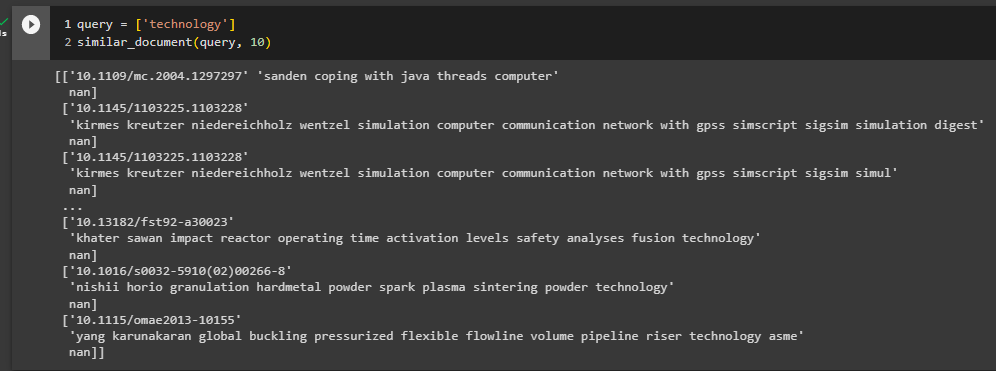 1 query = ['technology']
2 similar_document(query, 10)
[['10.1109/mc.2004.1297297' 'sanden coping with java threads computer'
nan]
['10.1145/1103225.1103228'
'kirmes kreutzer niedereichholz wentzel simulation computer communication network with gpss simscript sigsim simulation digest'
nan]
['10.1145/1103225.1103228'
'kirmes kreutzer niedereichholz wentzel simulation computer communication network with gpss simscript sigsim simul'
nan]
...
['10.13182/fst92-a30023'
'khater sawan impact reactor operating time activation levels safety analyses fusion technology'
nan]
['10.1016/s0032-5910(02)00266-8'
'nishii horio granulation hardmetal powder spark plasma sintering powder technology'
nan]
['10.1115/omae2013-10155'
'yang karunakaran global buckling pressurized flexible flowline volume pipeline riser technology asme'
nan]]